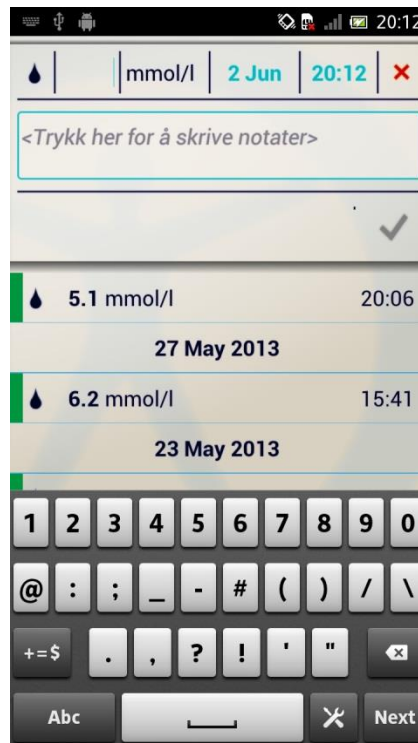 20:12
mmol/l 2 Jun 20:12
<Trykk her for å skrive notater>
5.1 mmol/l 20:06
27 May 2013
6.2 mmol/l 15:41
23 May 2013
1 2 3 4 5 6 7 8 9 0
@ : ; _ - # ( ) / \
+=$ . , ? ! ' "
Abc Next